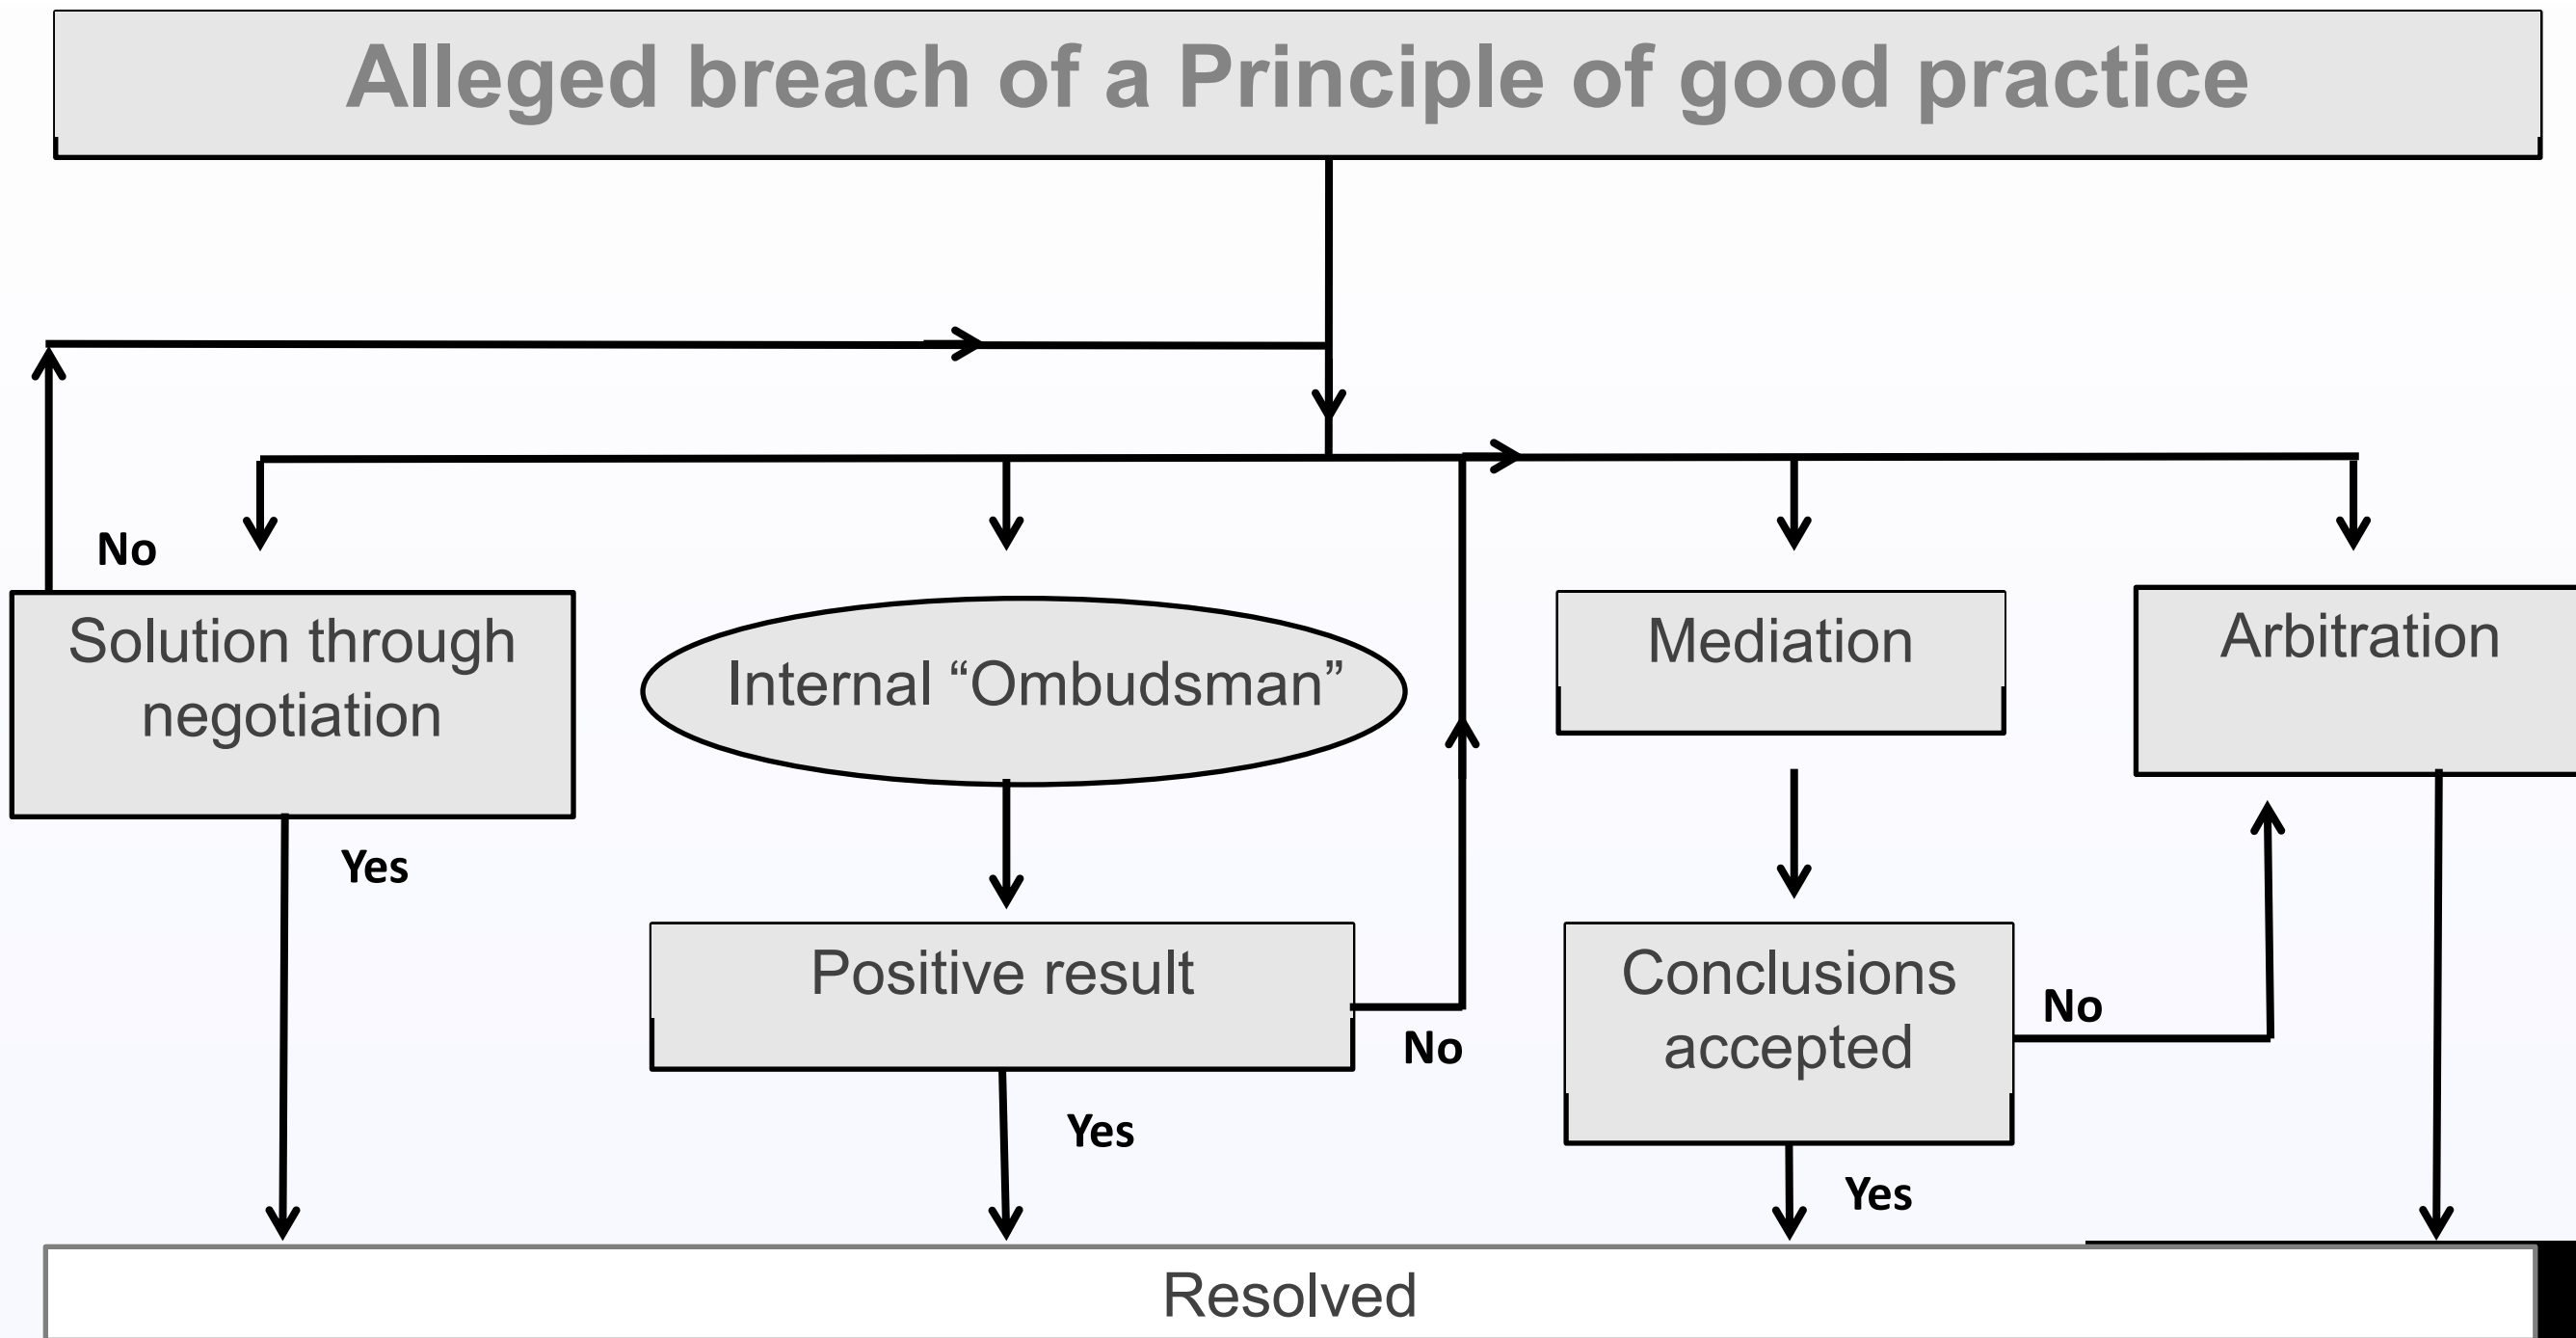 Alleged breach of a Principle of good practice
No
Solution through
negotiation
Internal “Ombudsman”
Mediation
Arbitration
Yes
Positive result
No
Conclusions
accepted
No
Yes
Yes
Resolved